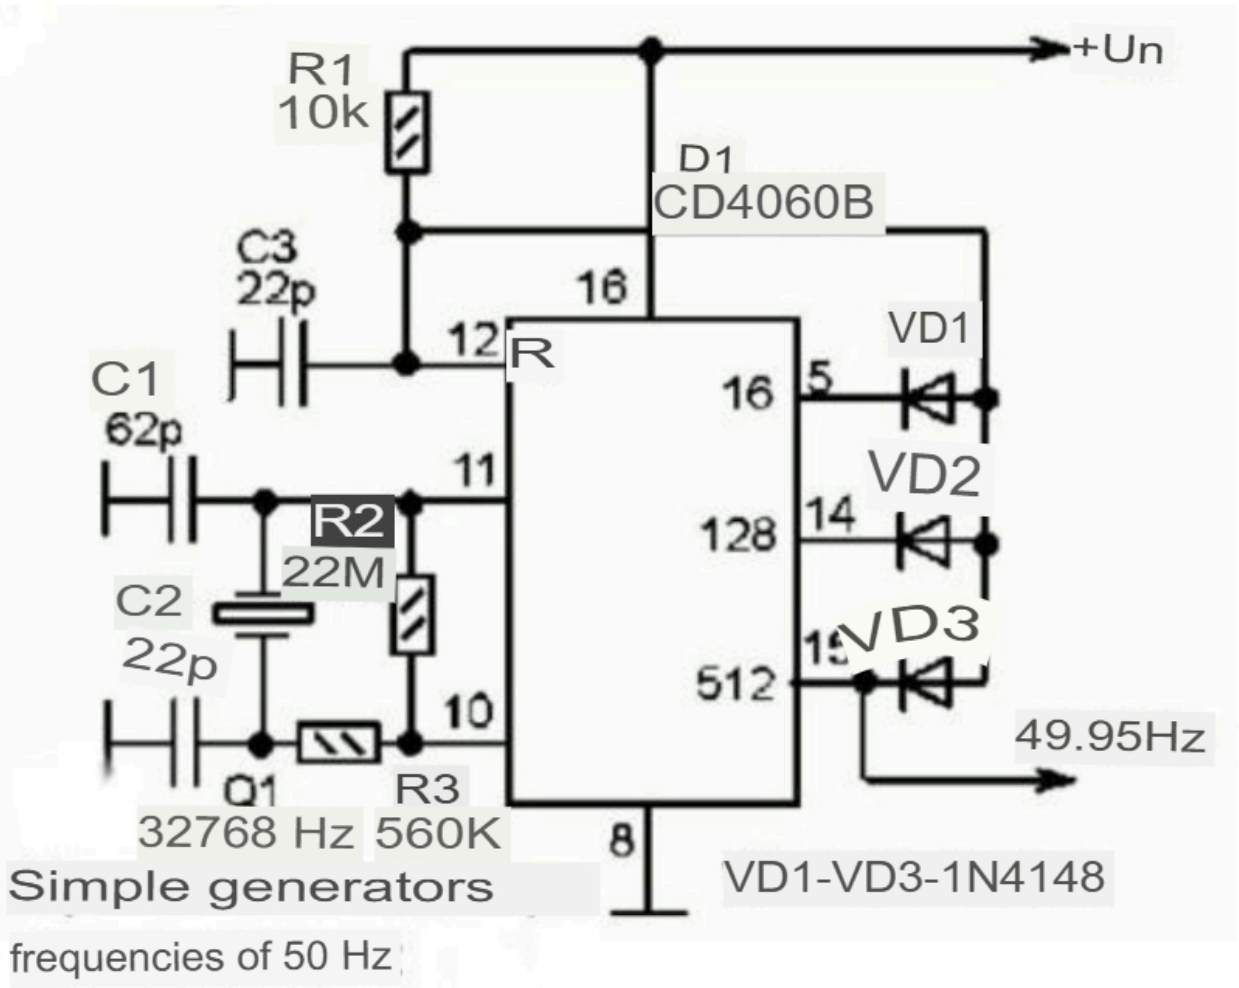 +Un
R1
10k
D1
CD4060B
C3
22p
16
12
R
VD1
C1
62p
16
5
11
VD2
R2
14
128
22M
C2
22p
VD3
15
512
10
49.95Hz
Q1
R3
32768 Hz
560K
8
VD1-VD3-1N4148
Simple generators
frequencies of 50 Hz